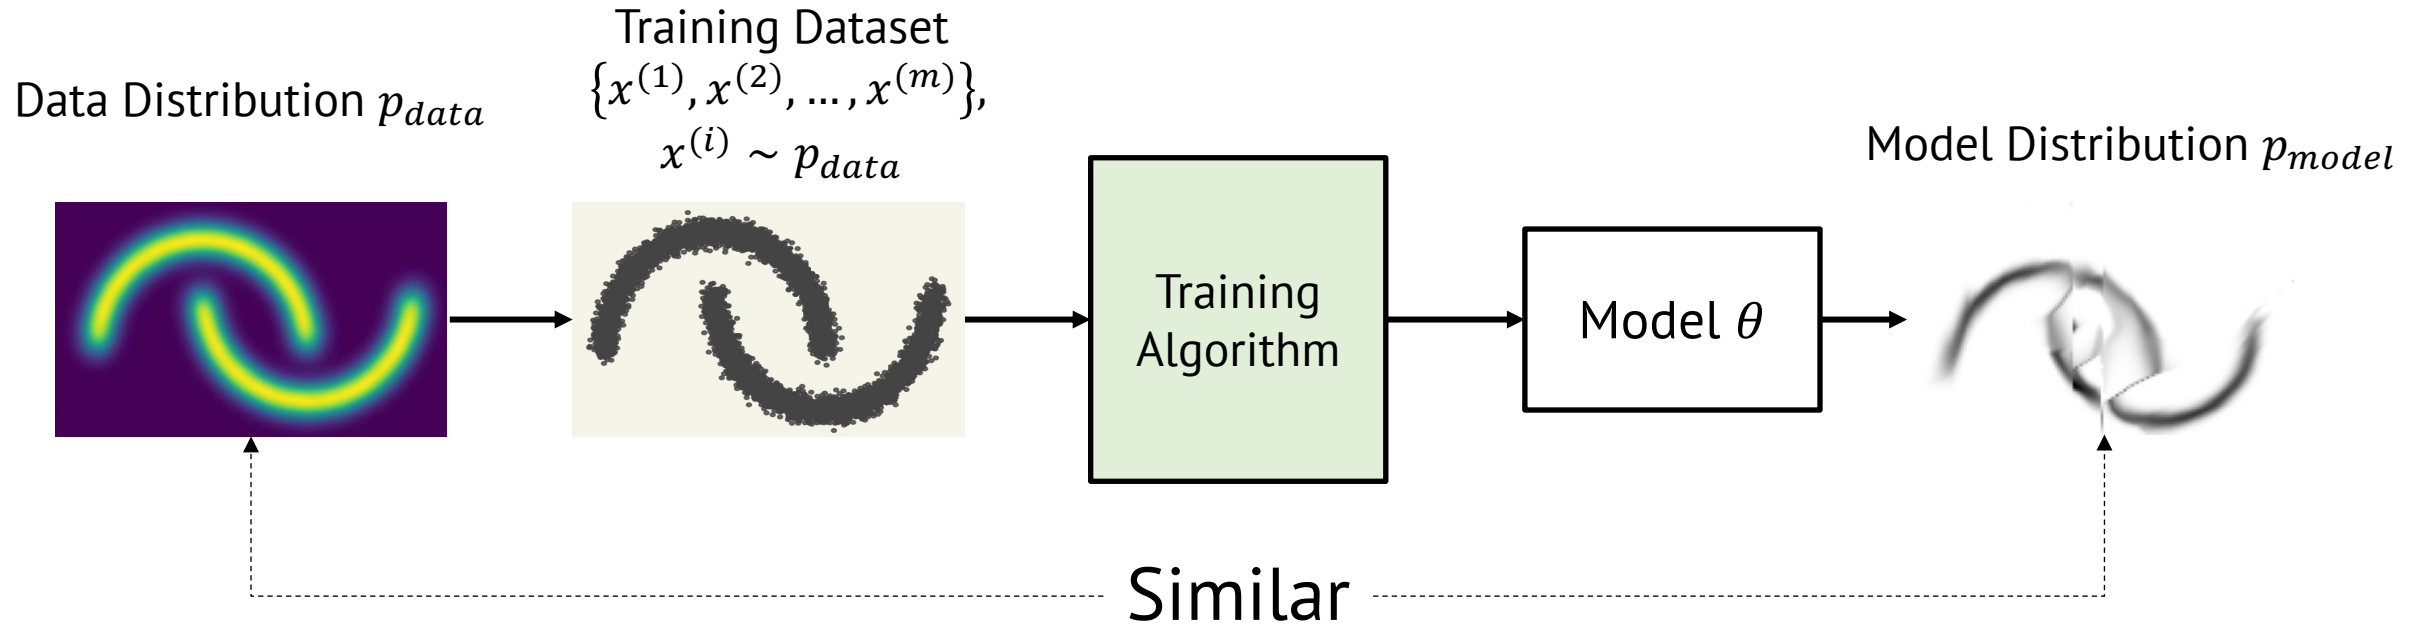 Data Distribution p_data
Training Dataset
{x^(1), x^(2), … , x^(m)},
x^(i) ~ p_data
Training
Algorithm
Model θ
Model Distribution p_model
Similar